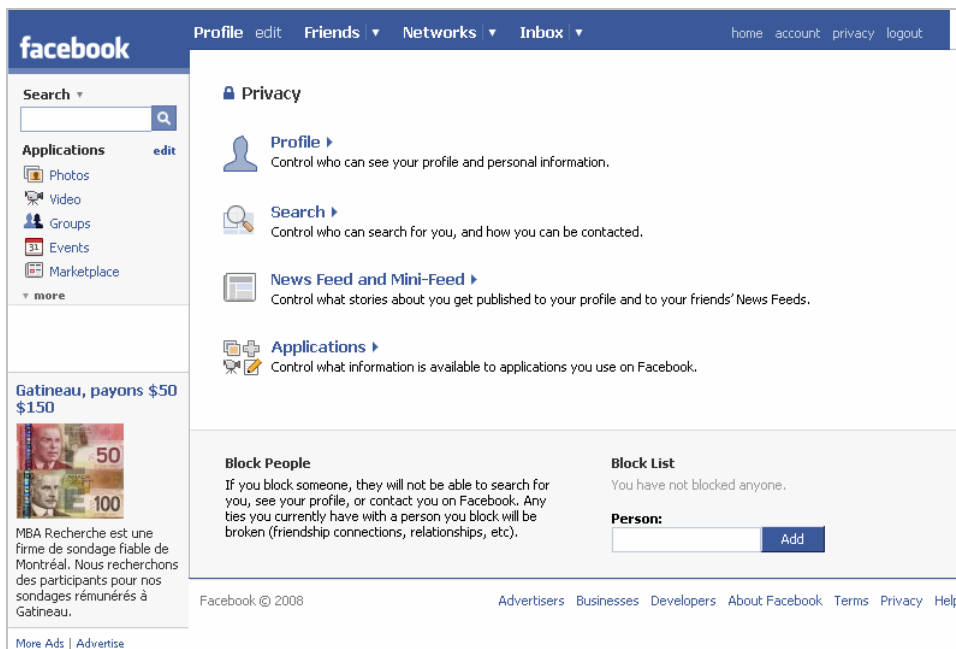 facebook
Profile edit Friends ▾ Networks ▾ Inbox ▾ home account privacy logout
Search ▾
Applications edit
Photos
Video
Groups
31 Events
Marketplace
▾ more
Gatineau, payons $50
$150
50
100
MBA Recherche est une
firme de sondage fiable de
Montréal. Nous recherchons
des participants pour nos
sondages rémunérés à
Gatineau.
More Ads | Advertise
Privacy
Profile ▸
Control who can see your profile and personal information.
Search ▸
Control who can search for you, and how you can be contacted.
News Feed and Mini-Feed ▸
Control what stories about you get published to your profile and to your friends' News Feeds.
Applications ▸
Control what information is available to applications you use on Facebook.
Block People
If you block someone, they will not be able to search for
you, see your profile, or contact you on Facebook. Any
ties you currently have with a person you block will be
broken (friendship connections, relationships, etc).
Block List
You have not blocked anyone.
Person:
Add
Facebook © 2008 Advertisers Businesses Developers About Facebook Terms Privacy Help